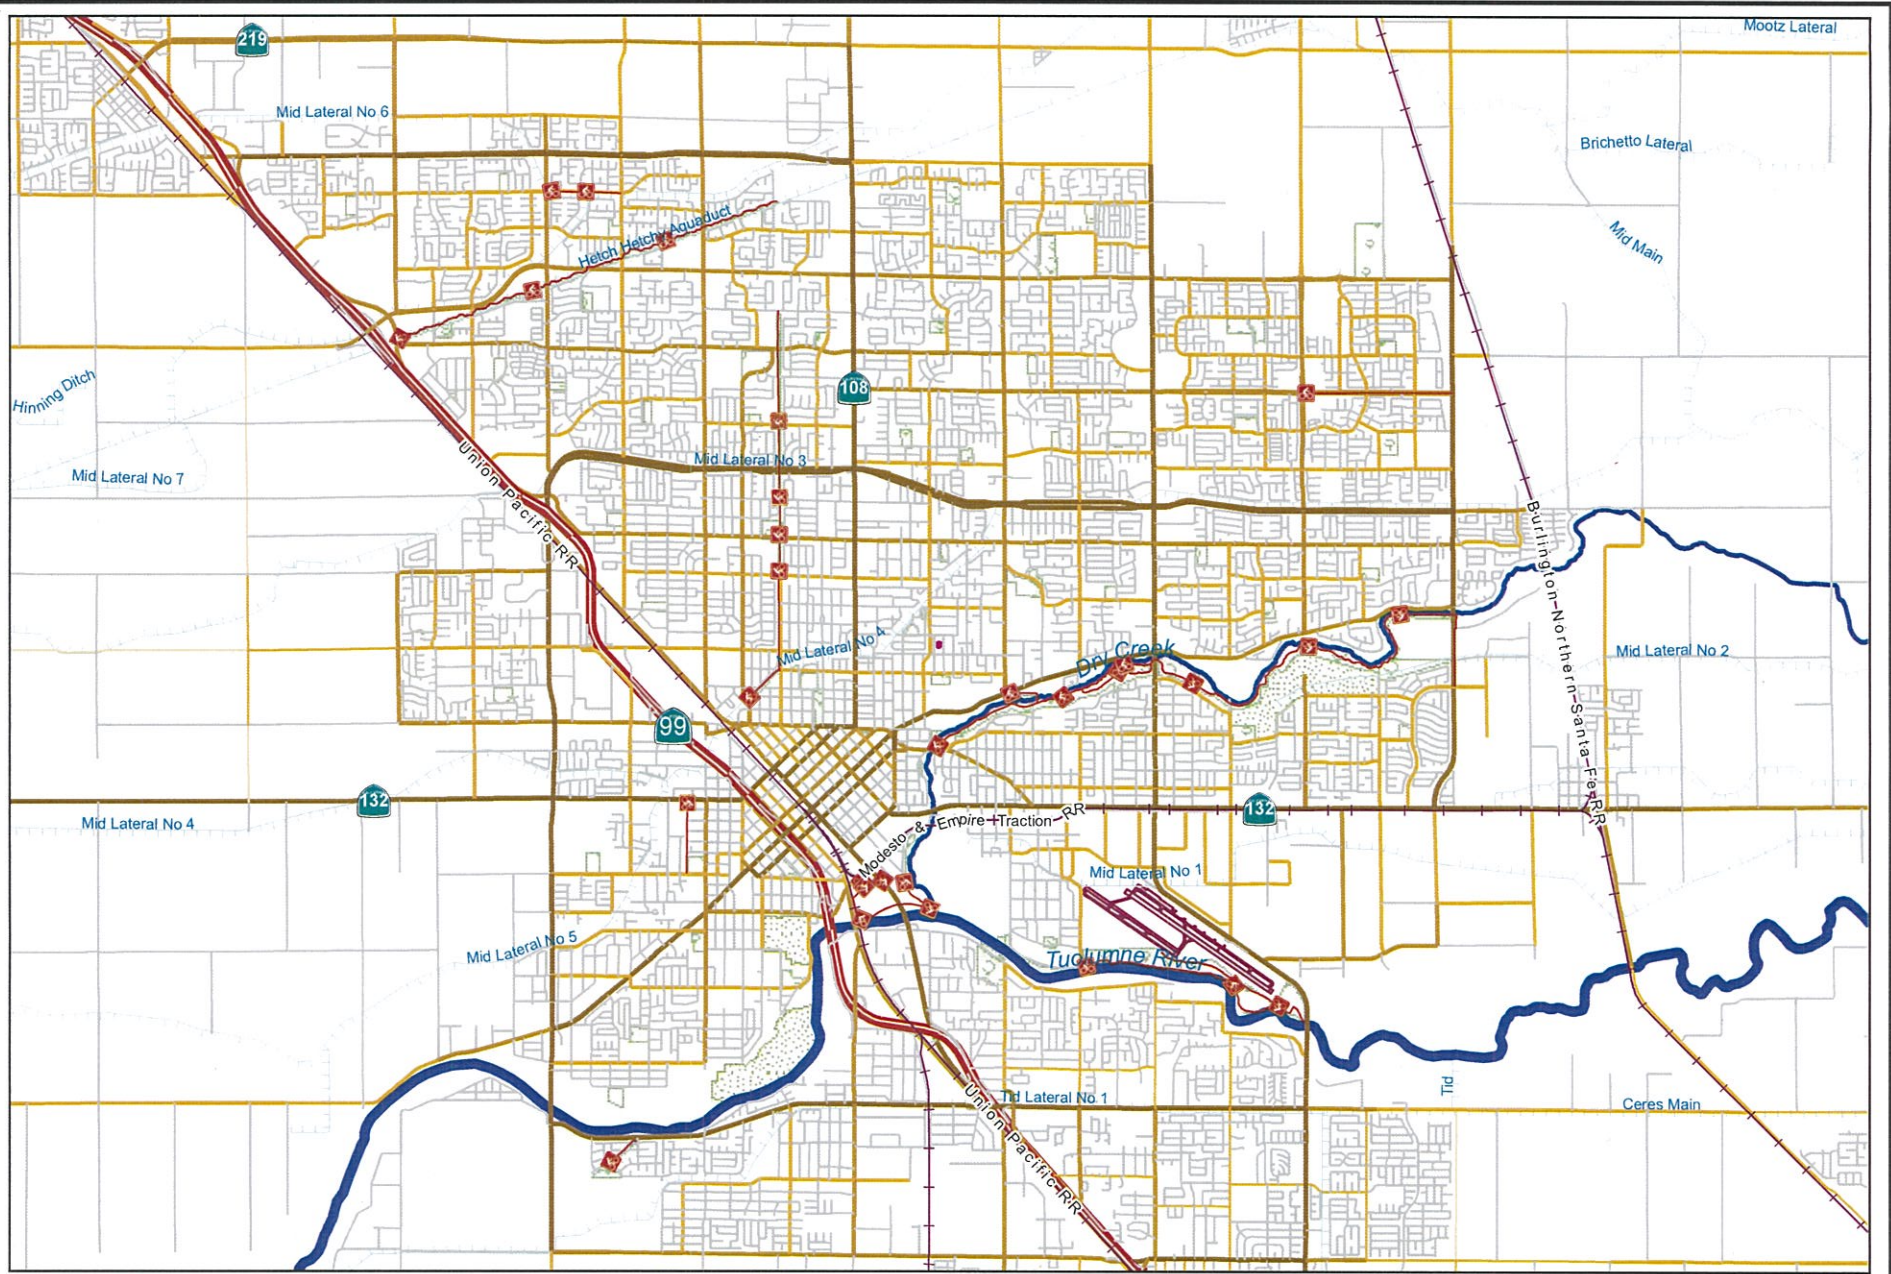 Mootz Lateral
219
Mid Lateral No 6
Brichetto Lateral
Hetch Hetchy Aquaduct
Mid Main
Hinning Ditch
108
Mid Lateral No 3
Union Pacific RR
Mid Lateral No 7
Burlington Northern Santa Fe RR
Mid Lateral No 4
Dry Creek
Mid Lateral No 2
99
132
132
Mid Lateral No 4
Modesto & Empire Traction RR
Mid Lateral No 1
Mid Lateral No 5
Tuolumne River
Tid
Tid Lateral No 1
Ceres Main
Union Pacific RR